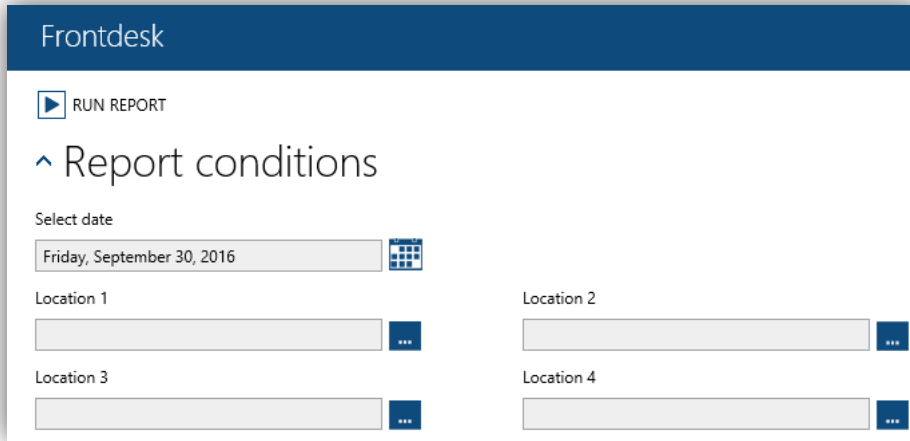 Frontdesk
RUN REPORT
Report conditions
Select date
Friday, September 30, 2016
Location 1
Location 2
...
...
Location 3
Location 4
...
...